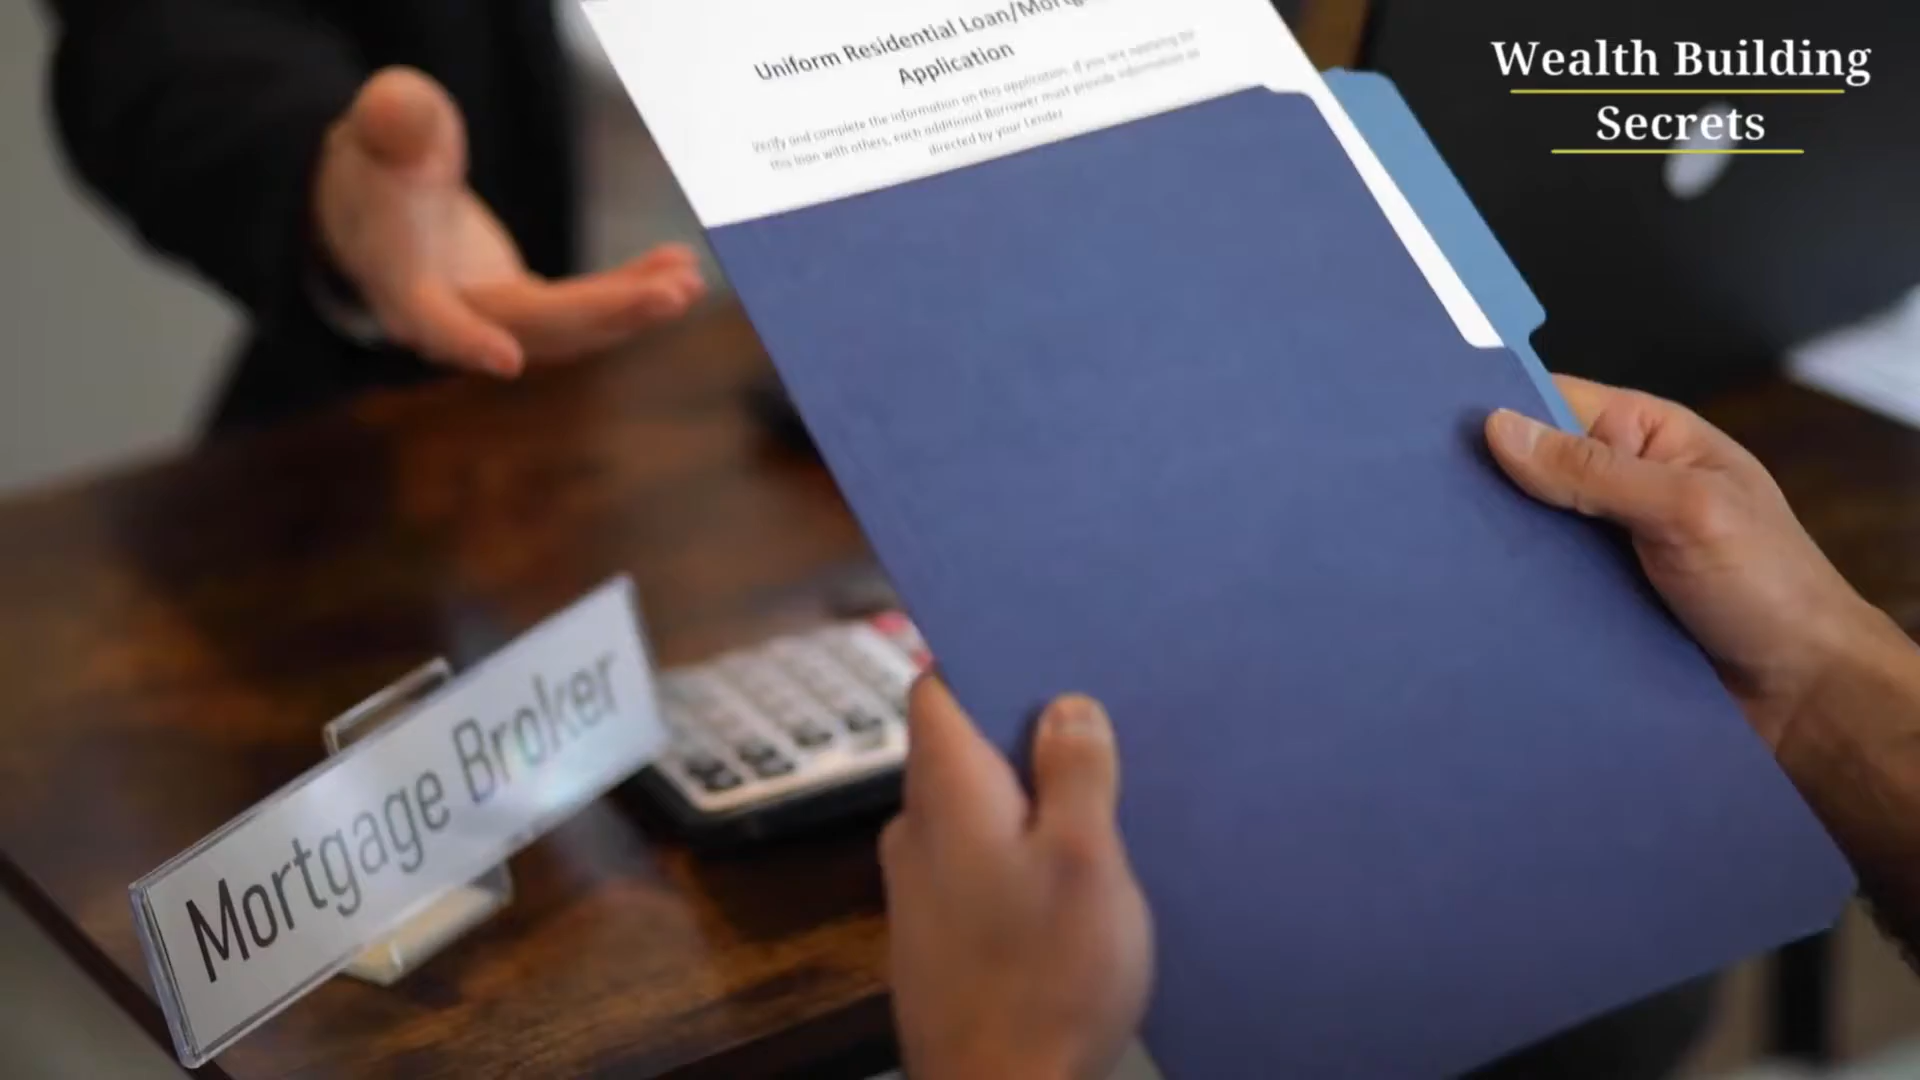 Uniform Residential Loan/Mortg
Application
Verify and complete the information on this application. If you are applying for
this loan with others, each additional Borrower must provide information as
directed by your Lender
Wealth Building
Secrets
Mortgage Broker